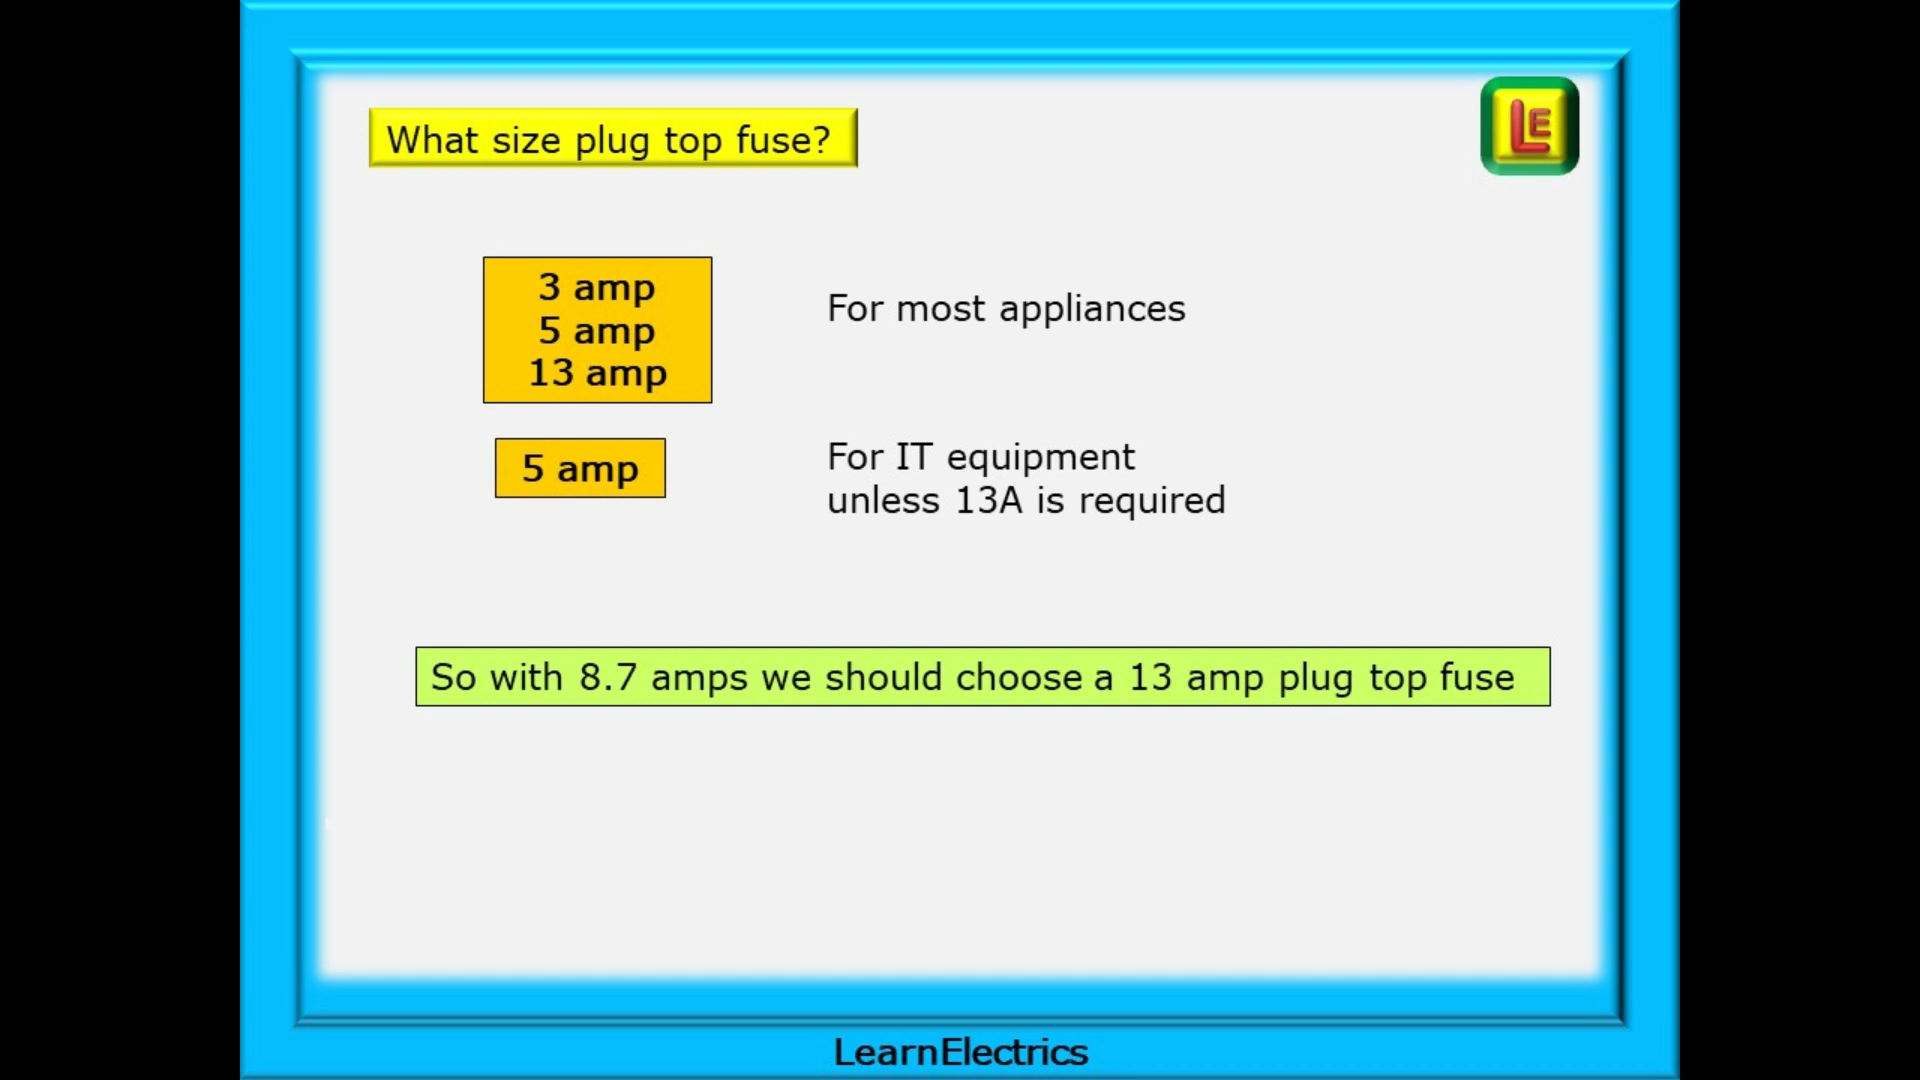 What size plug top fuse?
LE
3 amp
5 amp
13 amp
For most appliances
5 amp
For IT equipment
unless 13A is required
So with 8.7 amps we should choose a 13 amp plug top fuse
LearnElectrics